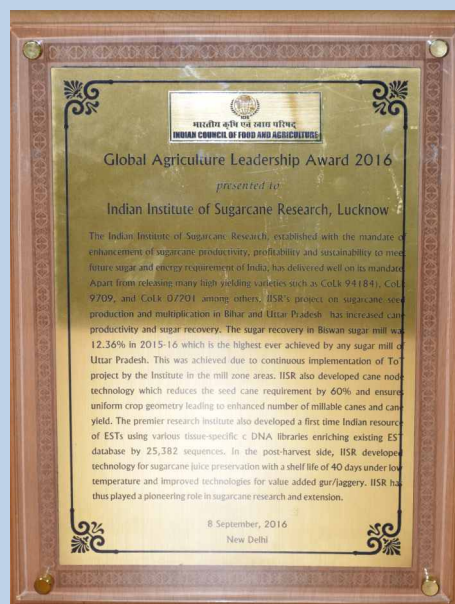 भारतीय कृषि एवं खाद्य परिषद्
INDIAN COUNCIL OF FOOD AND AGRICULTURE
Global Agriculture Leadership Award 2016
presented to
Indian Institute of Sugarcane Research, Lucknow
The Indian Institute of Sugarcane Research, established with the mandate of
enhancement of sugarcane productivity, profitability and sustainability to meet
future sugar and energy requirement of India, has delivered well on its mandate
Apart from releasing many high yielding varieties such as CoLk 94184), CoLk
9709, and CoLk 07201 among others, IISR's project on sugarcane seed
production and multiplication in Bihar and Uttar Pradesh has increased cane
productivity and sugar recovery. The sugar recovery in Biswan sugar mill wa
12.36% in 2015-16 which is the highest ever achieved by any sugar mill of
Uttar Pradesh. This was achieved due to continuous implementation of ToT
project by the Institute in the mill zone areas. IISR also developed cane node
technology which reduces the seed cane requirement by 60% and ensure
uniform crop geometry leading to enhanced number of millable canes and cane
yield. The premier research institute also developed a first time Indian resource
of ESTs using various tissue-specific c DNA libraries enriching existing EST
database by 25,382 sequences. In the post-harvest side, IISR developed
technology for sugarcane juice preservation with a shelf life of 40 days under low
temperature and improved technologies for value added gur/jaggery. IISR ha
thus played a pioneering role in sugarcane research and extension.
8 September, 2016
New Delhi